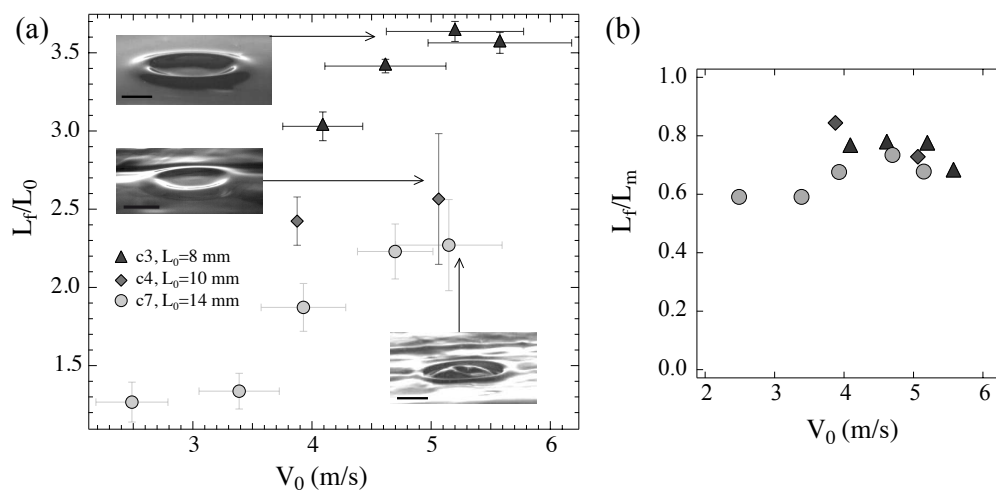 (a)
3.5
3.0
2.5
2.0
1.5
L_f/L_0
c3, L_0=8 mm
c4, L_0=10 mm
c7, L_0=14 mm
3 4 5 6
V_0 (m/s)
(b)
1.0
0.8
0.6
0.4
0.2
0.0
L_f/L_m
2 3 4 5 6
V_0 (m/s)